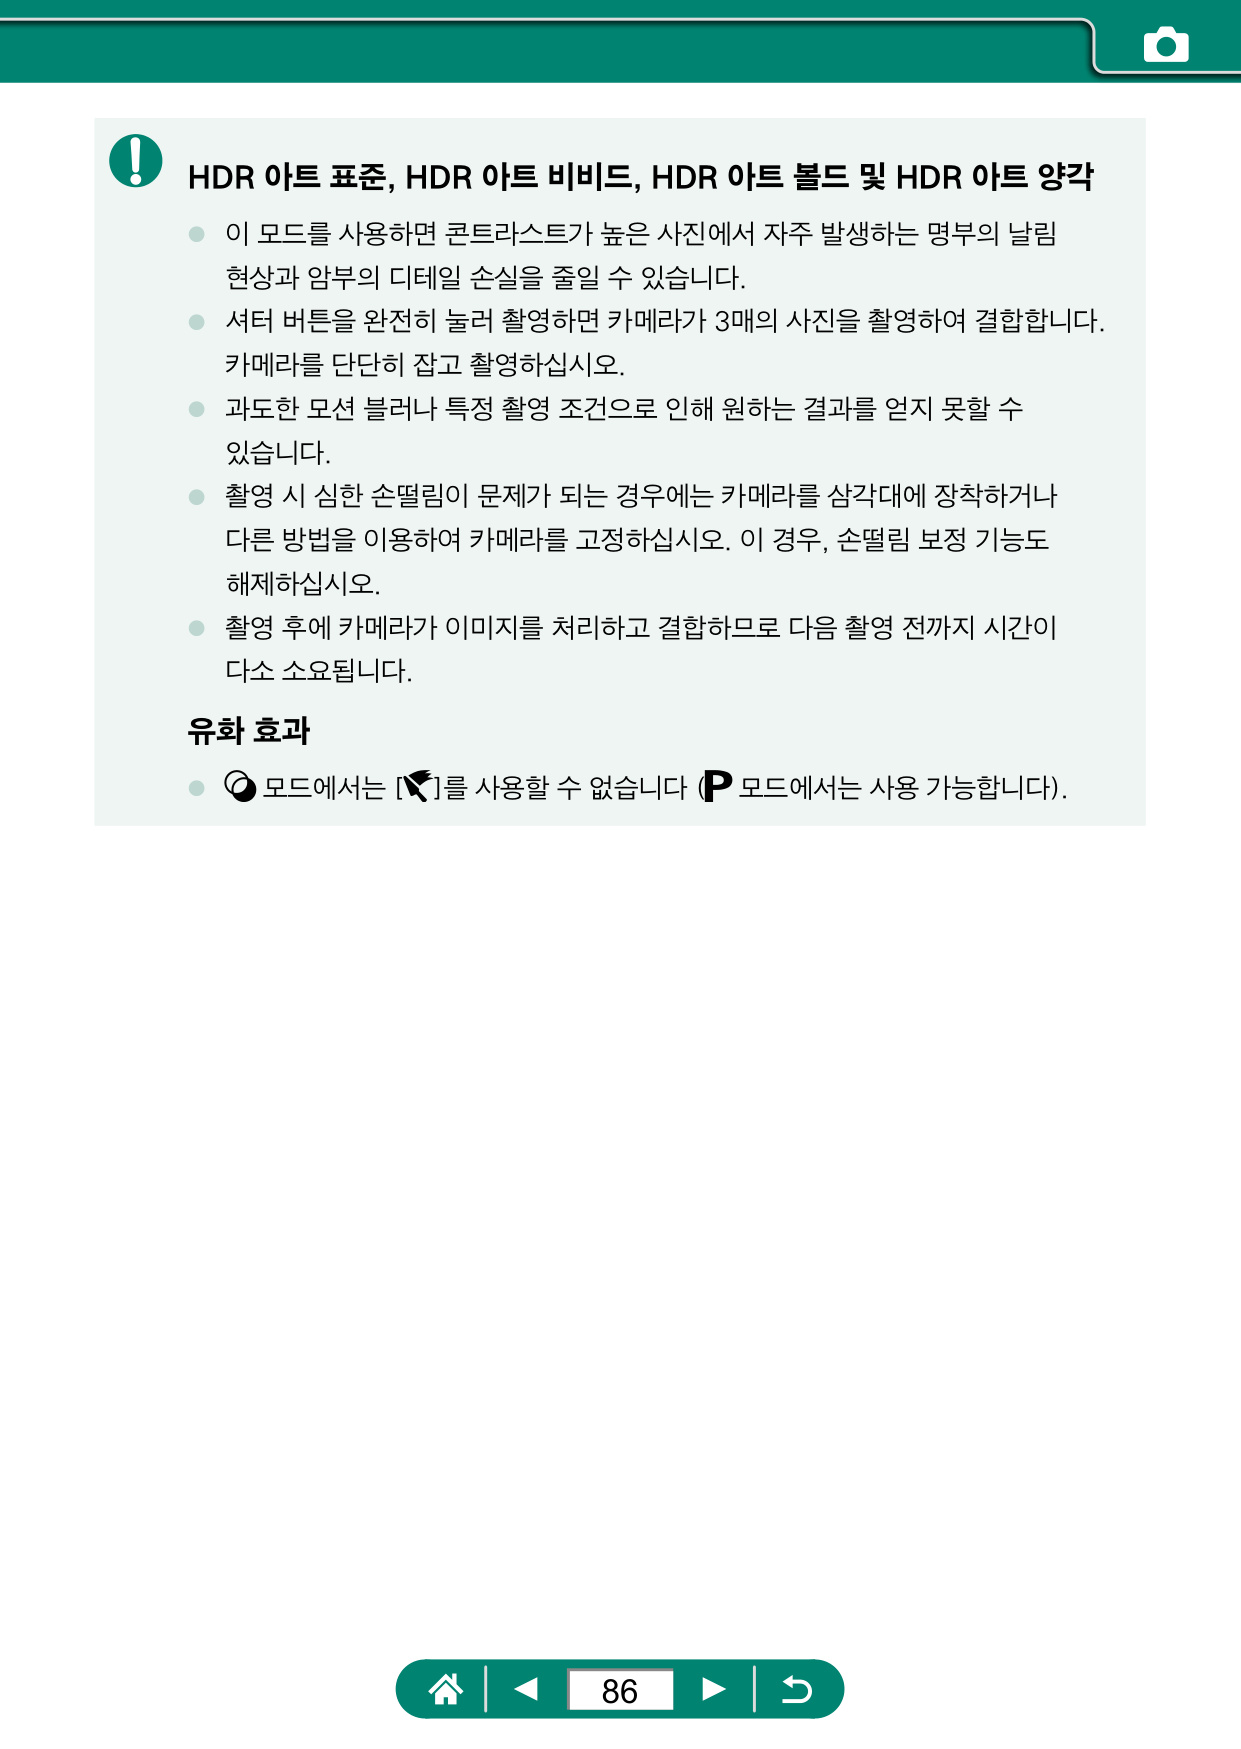 HDR 아트 표준, HDR 아트 비비드, HDR 아트 볼드 및 HDR 아트 양각
이 모드를 사용하면 콘트라스트가 높은 사진에서 자주 발생하는 명부의 날림
현상과 암부의 디테일 손실을 줄일 수 있습니다.
셔터 버튼을 완전히 눌러 촬영하면 카메라가 3매의 사진을 촬영하여 결합합니다.
카메라를 단단히 잡고 촬영하십시오.
과도한 모션 블러나 특정 촬영 조건으로 인해 원하는 결과를 얻지 못할 수
있습니다.
촬영 시 심한 손떨림이 문제가 되는 경우에는 카메라를 삼각대에 장착하거나
다른 방법을 이용하여 카메라를 고정하십시오. 이 경우, 손떨림 보정 기능도
해제하십시오.
촬영 후에 카메라가 이미지를 처리하고 결합하므로 다음 촬영 전까지 시간이
다소 소요됩니다.
유화 효과
모드에서는 []를 사용할 수 없습니다 (P 모드에서는 사용 가능합니다).
86